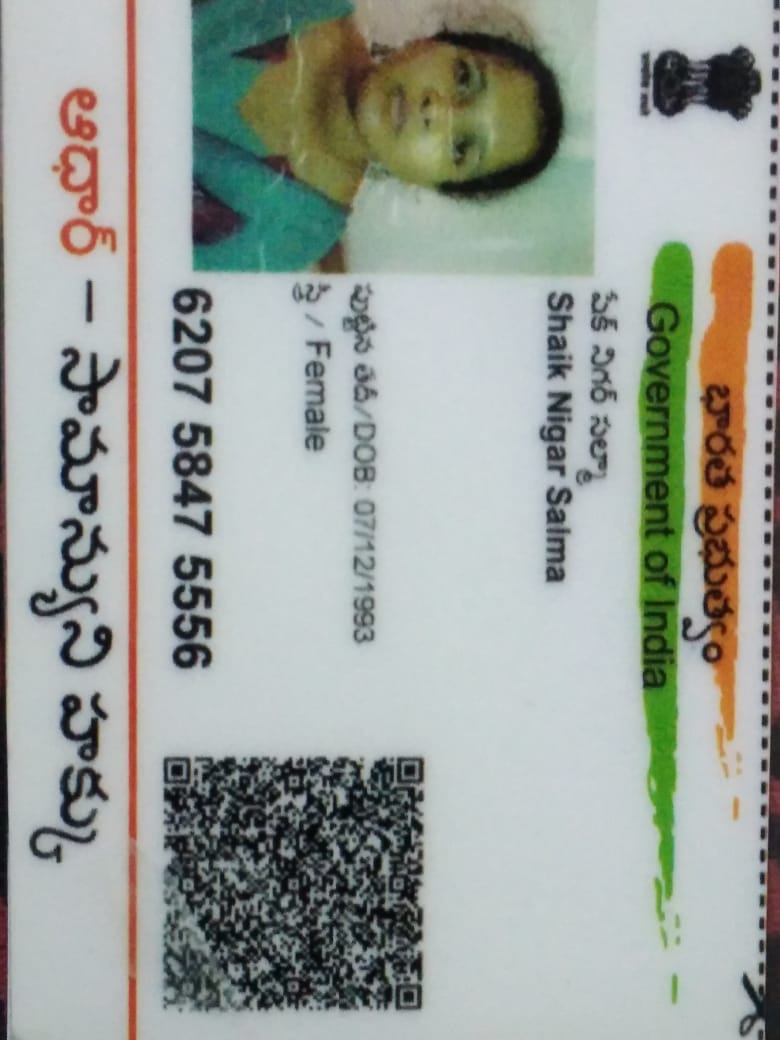 భారత ప్రభుత్వం
Government of India
షేక్ నిగర్ సల్మా
Shaik Nigar Salma
పుట్టిన తేదీ/DOB: 07/12/1993
స్త్రీ / Female
6207 5847 5556
ఆధార్ – సామాన్యుని హక్కు